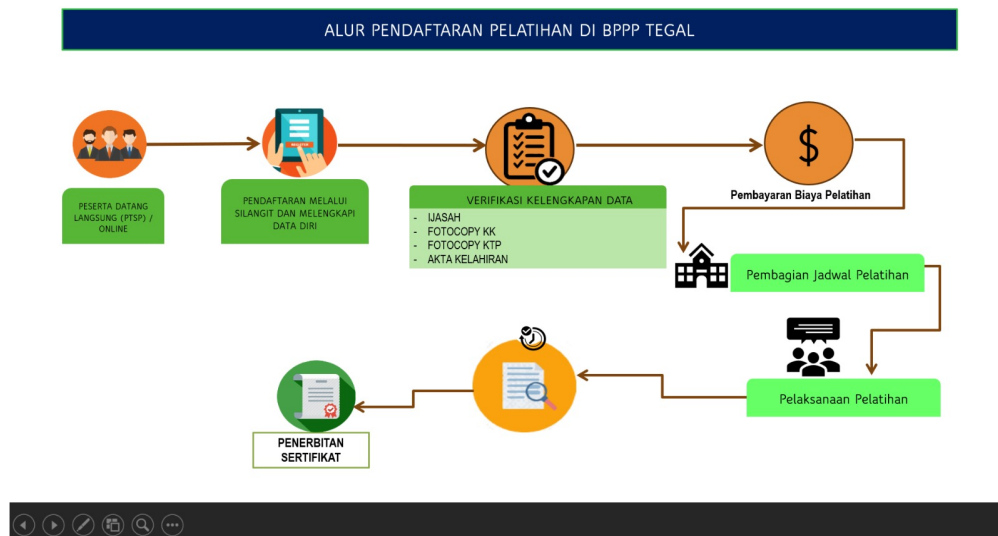 ALUR PENDAFTARAN PELATIHAN DI BPPP TEGAL
PESERTA DATANG
LANGSUNG (PTSP) /
ONLINE
PENDAFTARAN MELALUI
SILANGIT DAN MELENGKAPI
DATA DIRI
VERIFIKASI KELENGKAPAN DATA
- IJASAH
- FOTOCOPY KK
- FOTOCOPY KTP
- AKTA KELAHIRAN
$
Pembayaran Biaya Pelatihan
Pembagian Jadwal Pelatihan
Pelaksanaan Pelatihan
PENERBITAN
SERTIFIKAT